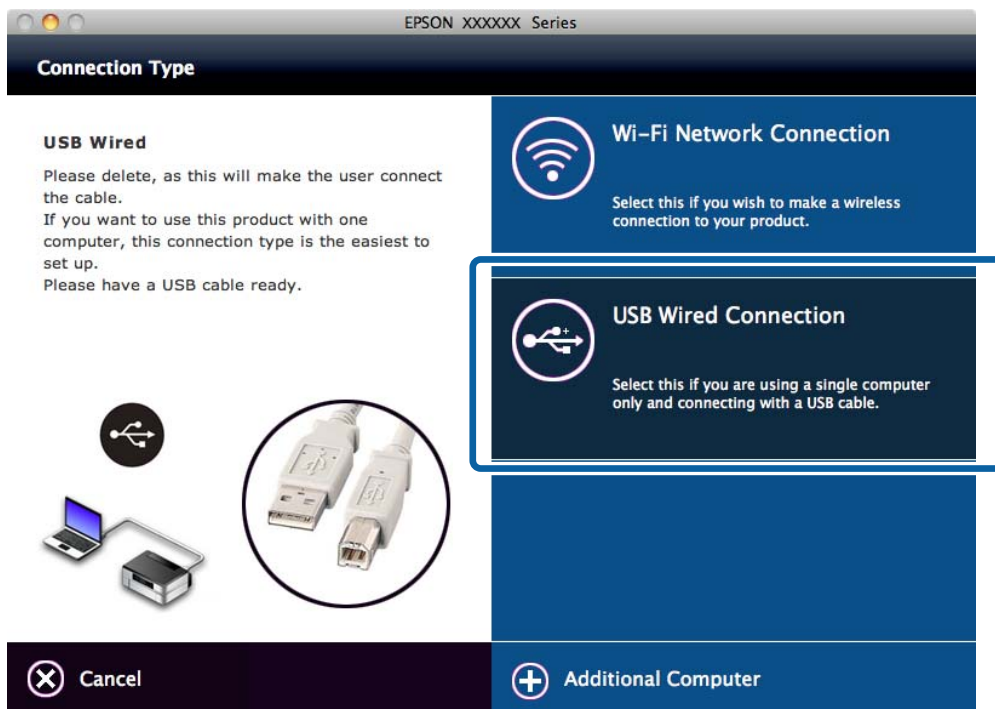 EPSON XXXXXX Series
Connection Type
USB Wired
Please delete, as this will make the user connect
the cable.
If you want to use this product with one
computer, this connection type is the easiest to
set up.
Please have a USB cable ready.
Wi-Fi Network Connection
Select this if you wish to make a wireless
connection to your product.
USB Wired Connection
Select this if you are using a single computer
only and connecting with a USB cable.
Cancel
Additional Computer